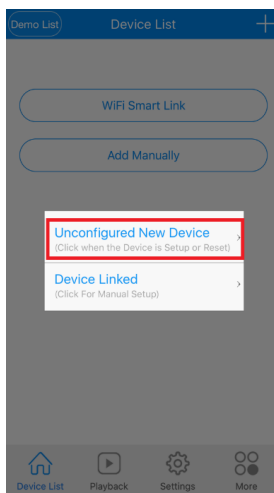 Demo List Device List +
WiFi Smart Link
Add Manually
Unconfigured New Device
(Click when the Device is Setup or Reset)
Device Linked
(Click For Manual Setup)
Device List Playback Settings More